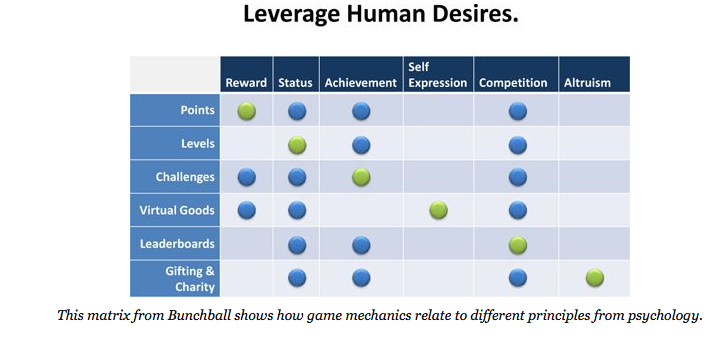 Leverage Human Desires.
Reward Status Achievement Self Expression Competition Altruism
Points
Levels
Challenges
Virtual Goods
Leaderboards
Gifting &
Charity
This matrix from Bunchball shows how game mechanics relate to different principles from psychology.